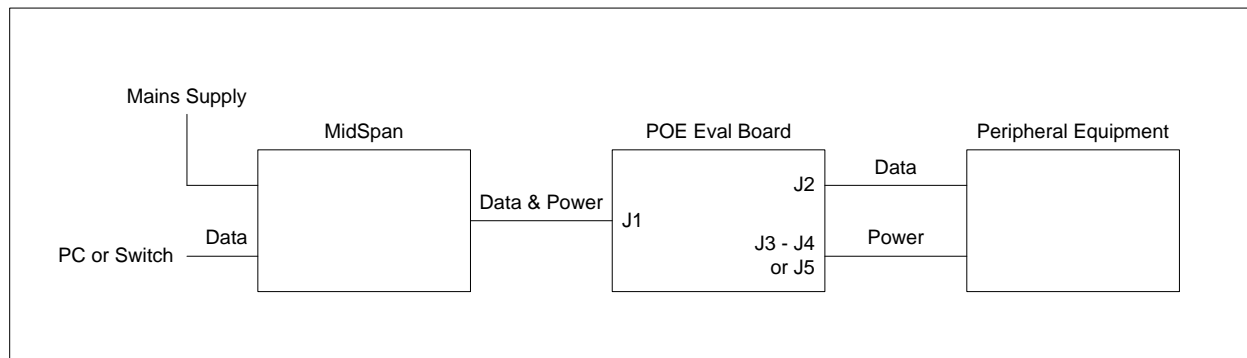 Mains Supply
MidSpan
POE Eval Board
Peripheral Equipment
J2
Data
Data & Power
J1
PC or Switch
Data
J3 - J4
or J5
Power